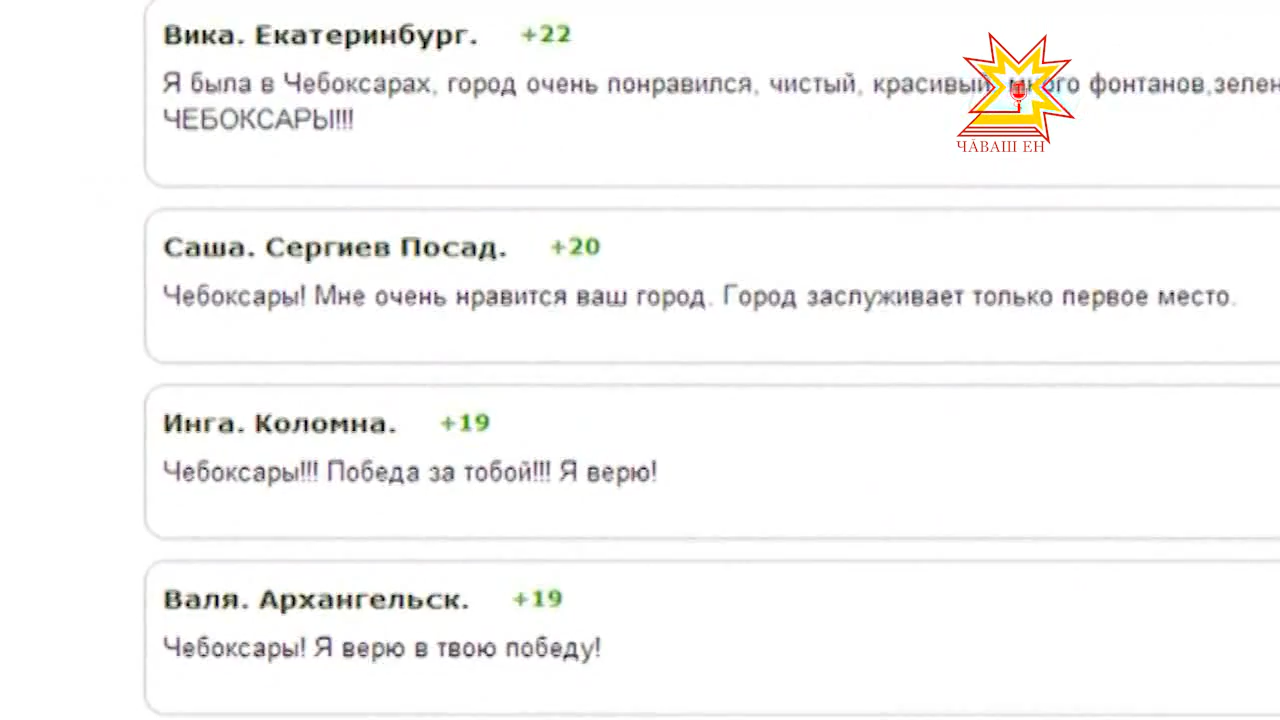 Вика. Екатеринбург. +22
Я была в Чебоксарах, город очень понравился, чистый, красивый, много фонтанов,зелен
ЧЕБОКСАРЫ!!!
ЧӐВАШ ЕН
Саша. Сергиев Посад. +20
Чебоксары! Мне очень нравится ваш город. Город заслуживает только первое место.
Инга. Коломна. +19
Чебоксары!!! Победа за тобой!!! Я верю!
Валя. Архангельск. +19
Чебоксары! Я верю в твою победу!